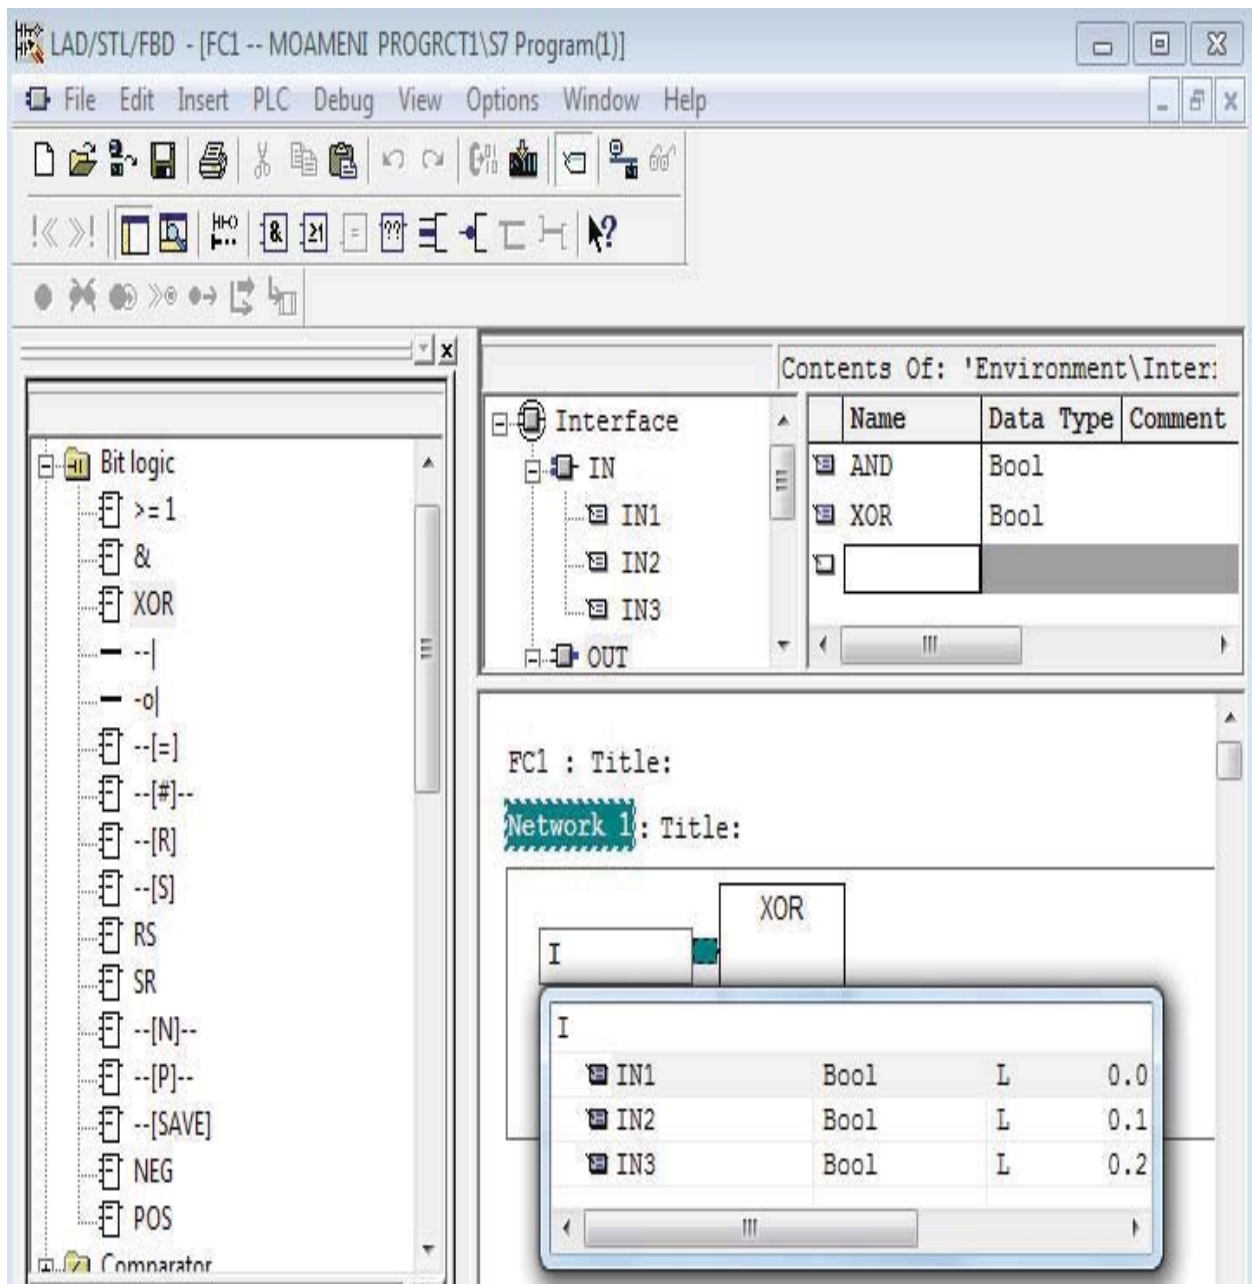 LAD/STL/FBD - [FC1 -- MOAMENI PROGRCT1\S7 Program(1)]
File Edit Insert PLC Debug View Options Window Help
!«»! & ≥1 = ?? ?
Contents Of: 'Environment\Inter
Name Data Type Comment
AND Bool
XOR Bool
Interface
IN
IN1
IN2
IN3
OUT
Bit logic
>=1
&
XOR
--|
-o|
--[=]
--[#]--
--[R]
--[S]
RS
SR
--[N]--
--[P]--
--[SAVE]
NEG
POS
Comparator
FC1 : Title:
Network 1: Title:
XOR
I
I
IN1 Bool L 0.0
IN2 Bool L 0.1
IN3 Bool L 0.2